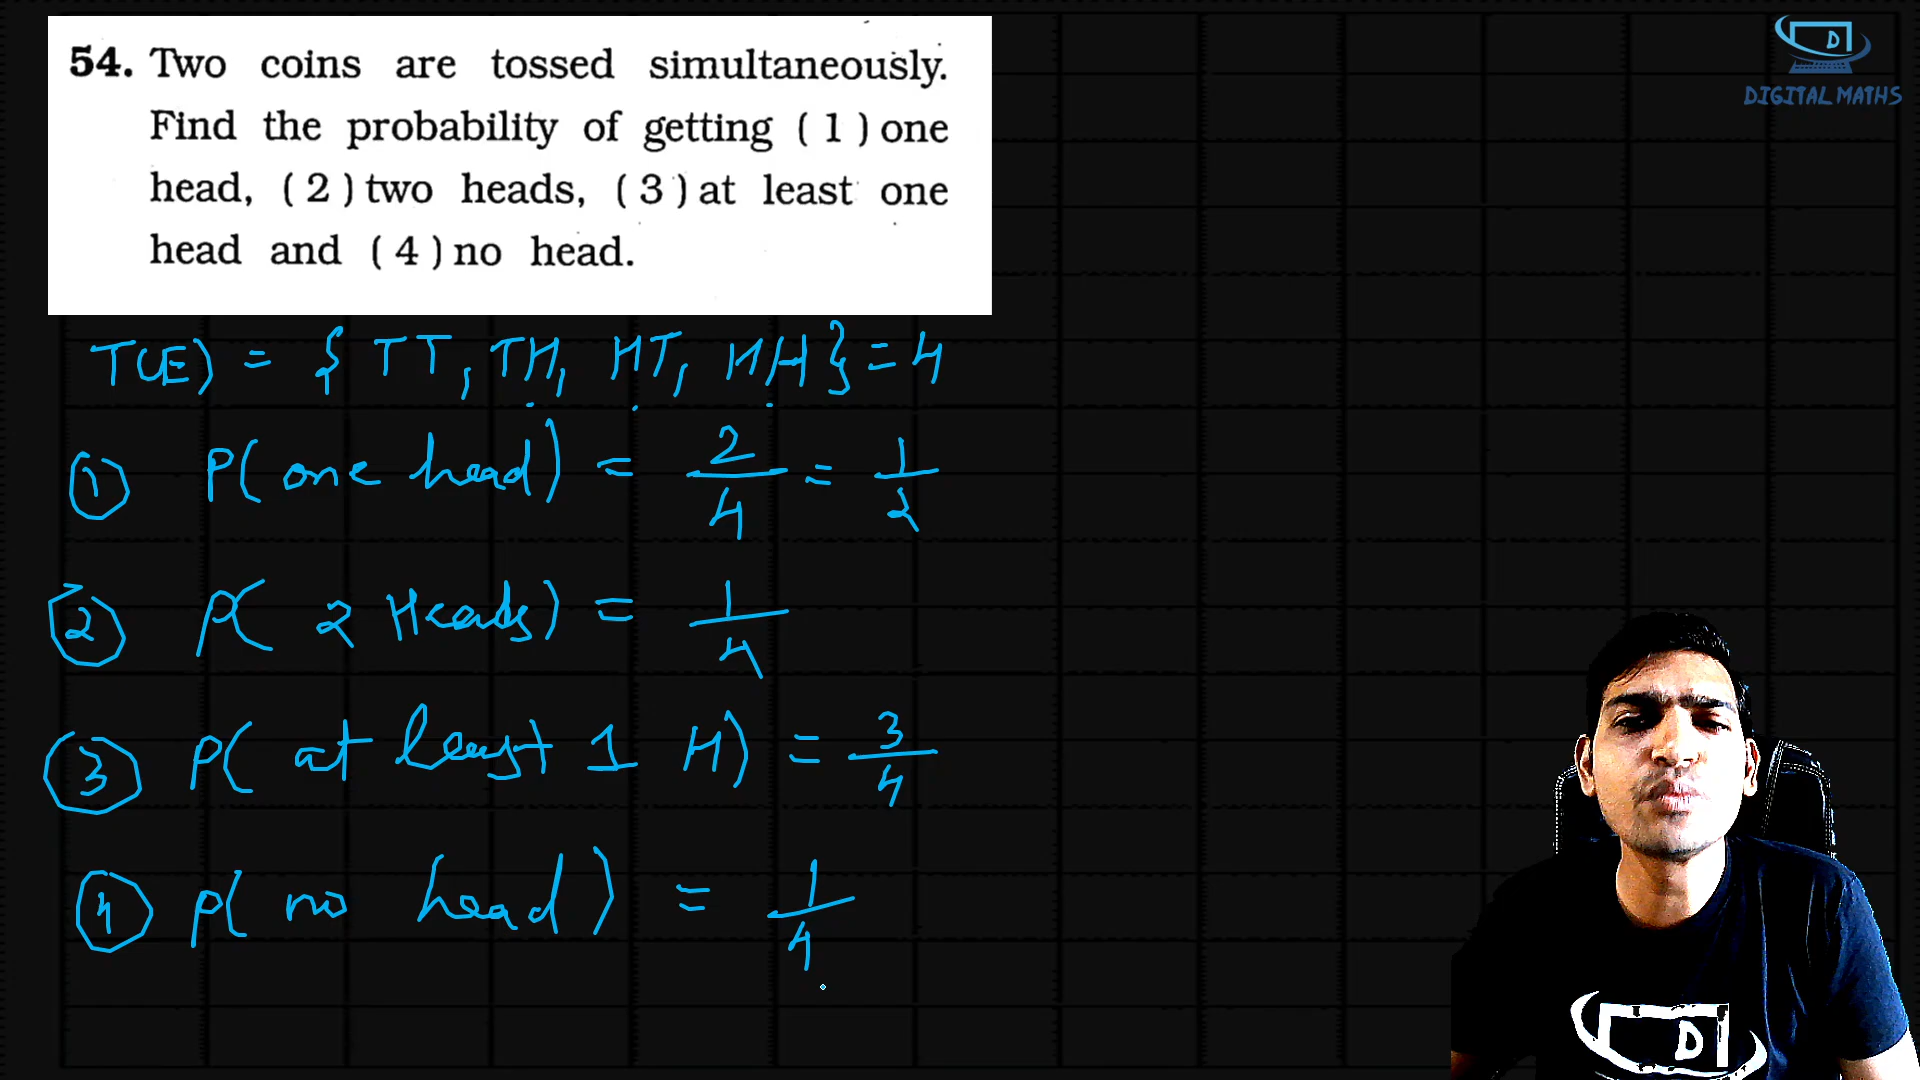 54. Two coins are tossed simultaneously.
Find the probability of getting ( 1 ) one
head, ( 2 ) two heads, ( 3 ) at least one
head and ( 4 ) no head.
T(E) = { TT, TH, HT, HH } = 4
① P( one head ) = 2/4 = 1/2
② P( 2 Heads ) = 1/4
③ P( at least 1 H ) = 3/4
④ P( no head ) = 1/4
D
DIGITAL MATHS
D